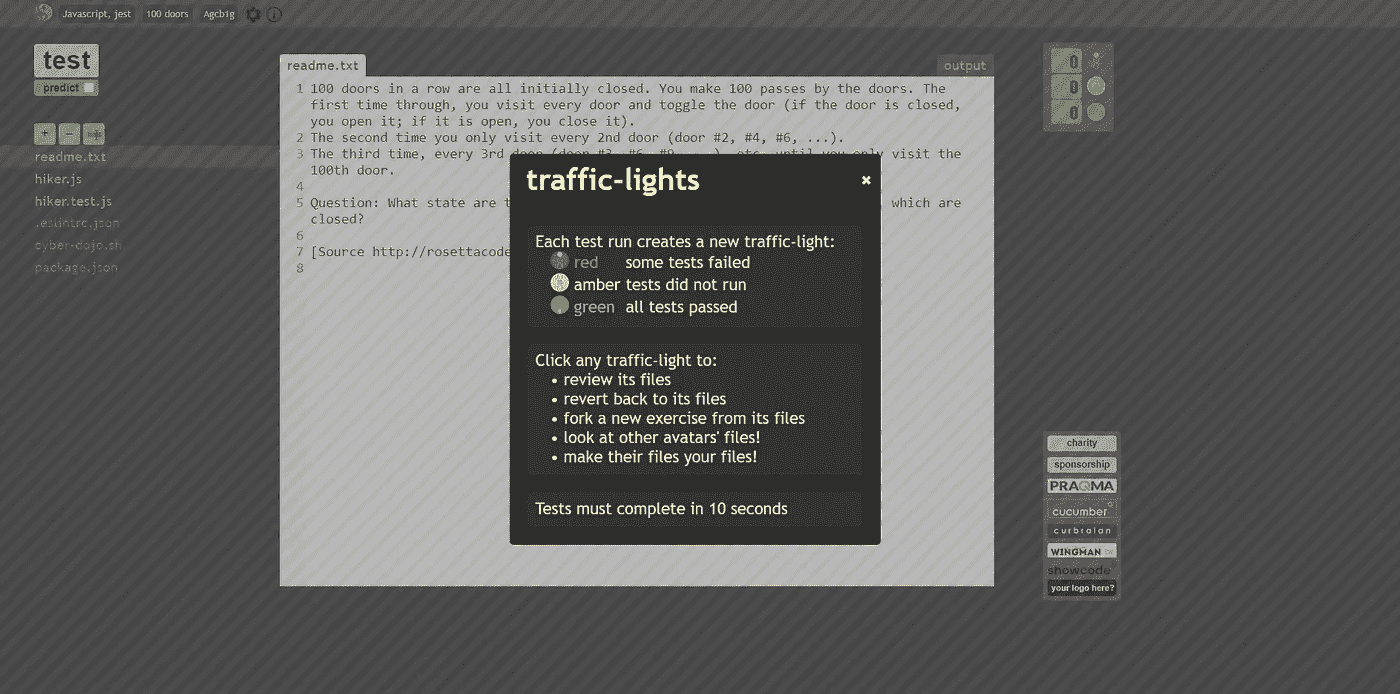 Javascript, jest 100 doors Agcb1g
test
predict
+ -
readme.txt
hiker.js
hiker.test.js
.eslintrc.json
cyber-dojo.sh
package.json
readme.txt output
1 100 doors in a row are all initially closed. You make 100 passes by the doors. The
first time through, you visit every door and toggle the door (if the door is closed,
you open it; if it is open, you close it).
2 The second time you only visit every 2nd door (door #2, #4, #6, ...).
3 The third time, every 3rd door (door #3, #6, #9, ...), etc, until you only visit the
100th door.
4
5 Question: What state are t which are
closed?
6
7 [Source http://rosettacode
8
traffic-lights
Each test run creates a new traffic-light:
red some tests failed
amber tests did not run
green all tests passed
Click any traffic-light to:
• review its files
• revert back to its files
• fork a new exercise from its files
• look at other avatars' files!
• make their files your files!
Tests must complete in 10 seconds
0
0
0
charity
sponsorship
PRAQMA
cucumber
curbralan
WINGMAN
showcode
your logo here?